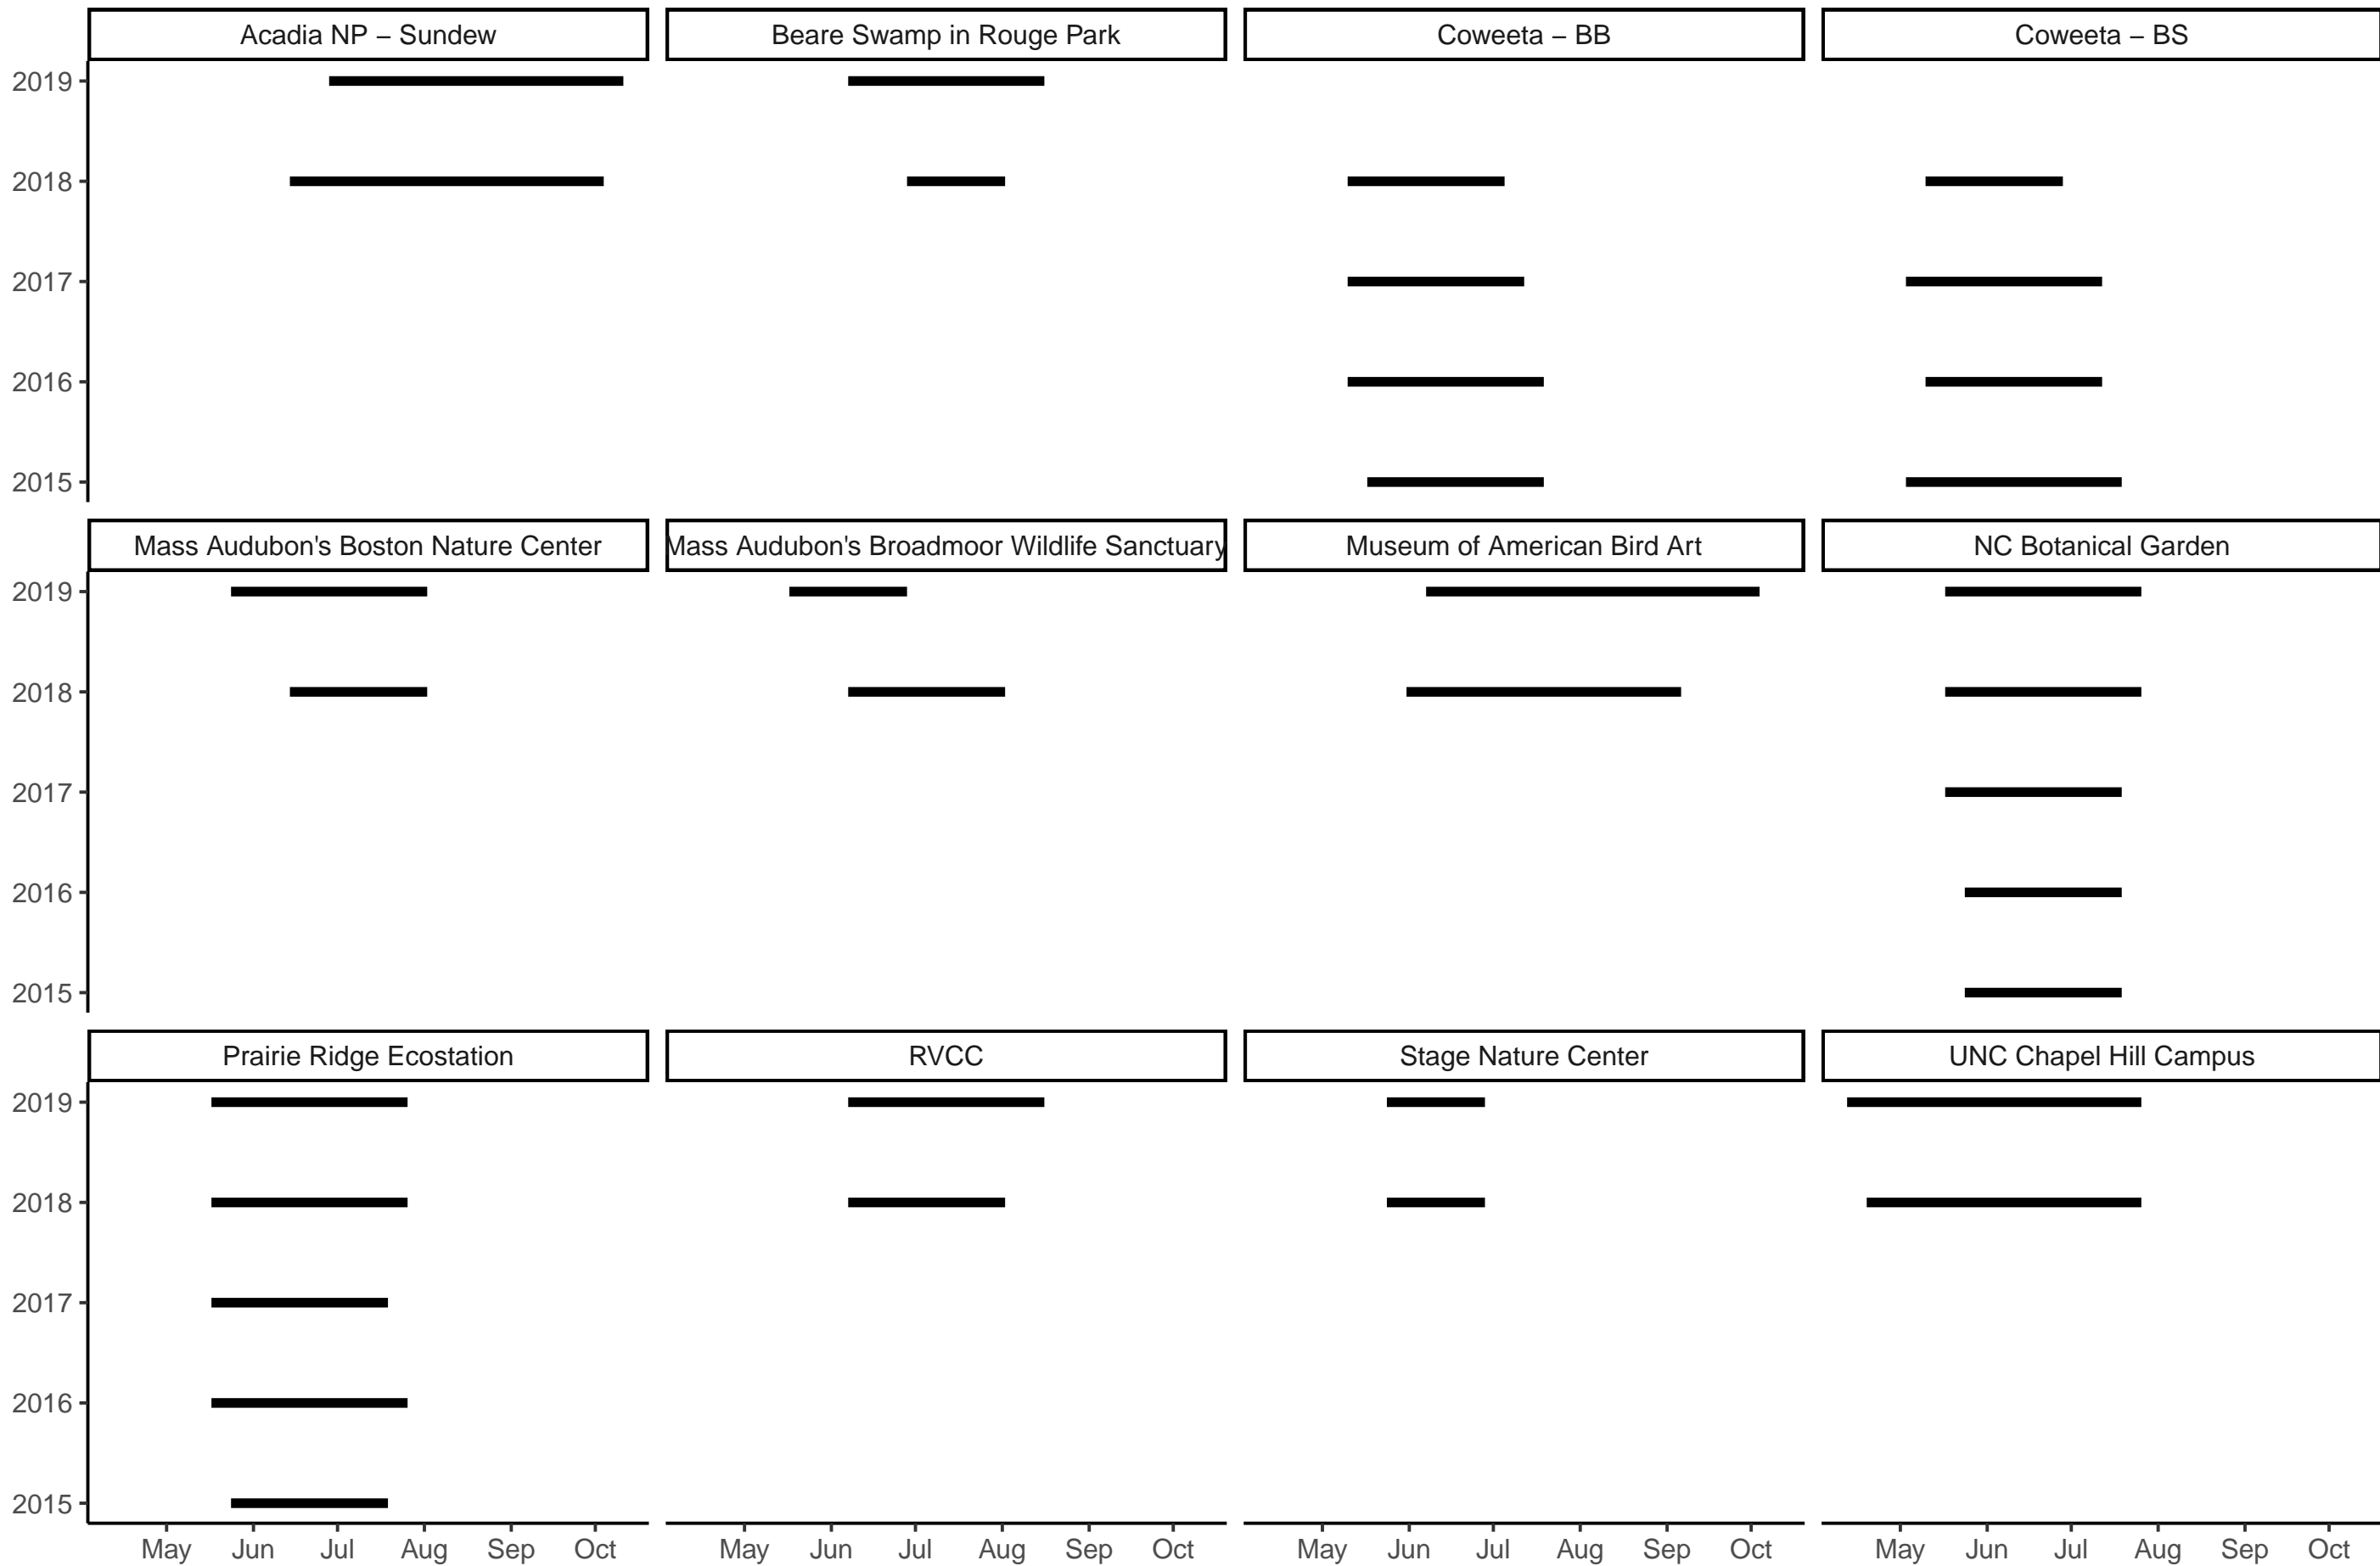 Acadia NP – Sundew
Beare Swamp in Rouge Park
Coweeta – BB
Coweeta – BS
2019
2018
2017
2016
2015
Mass Audubon's Boston Nature Center
Mass Audubon's Broadmoor Wildlife Sanctuary
Museum of American Bird Art
NC Botanical Garden
2019
2018
2017
2016
2015
Prairie Ridge Ecostation
RVCC
Stage Nature Center
UNC Chapel Hill Campus
2019
2018
2017
2016
2015
May Jun Jul Aug Sep Oct
May Jun Jul Aug Sep Oct
May Jun Jul Aug Sep Oct
May Jun Jul Aug Sep Oct